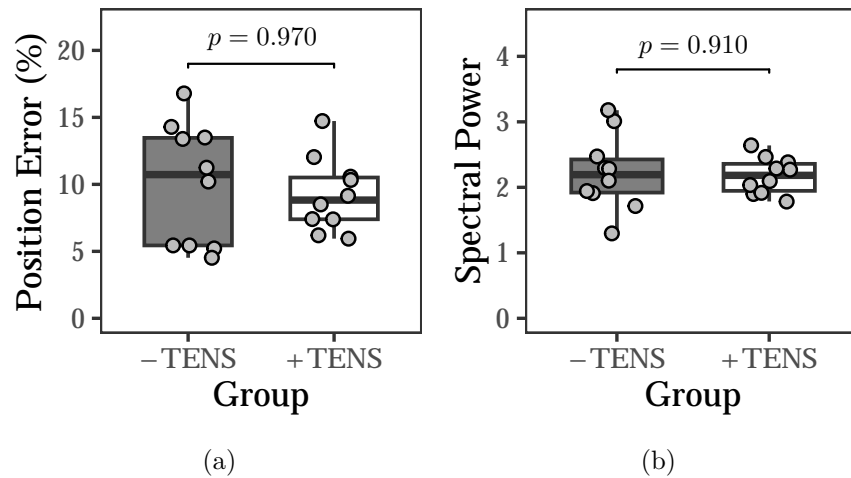 p = 0.970
Position Error (%)
20
15
10
5
0
−TENS
+TENS
Group
(a)
p = 0.910
Spectral Power
4
3
2
1
0
−TENS
+TENS
Group
(b)